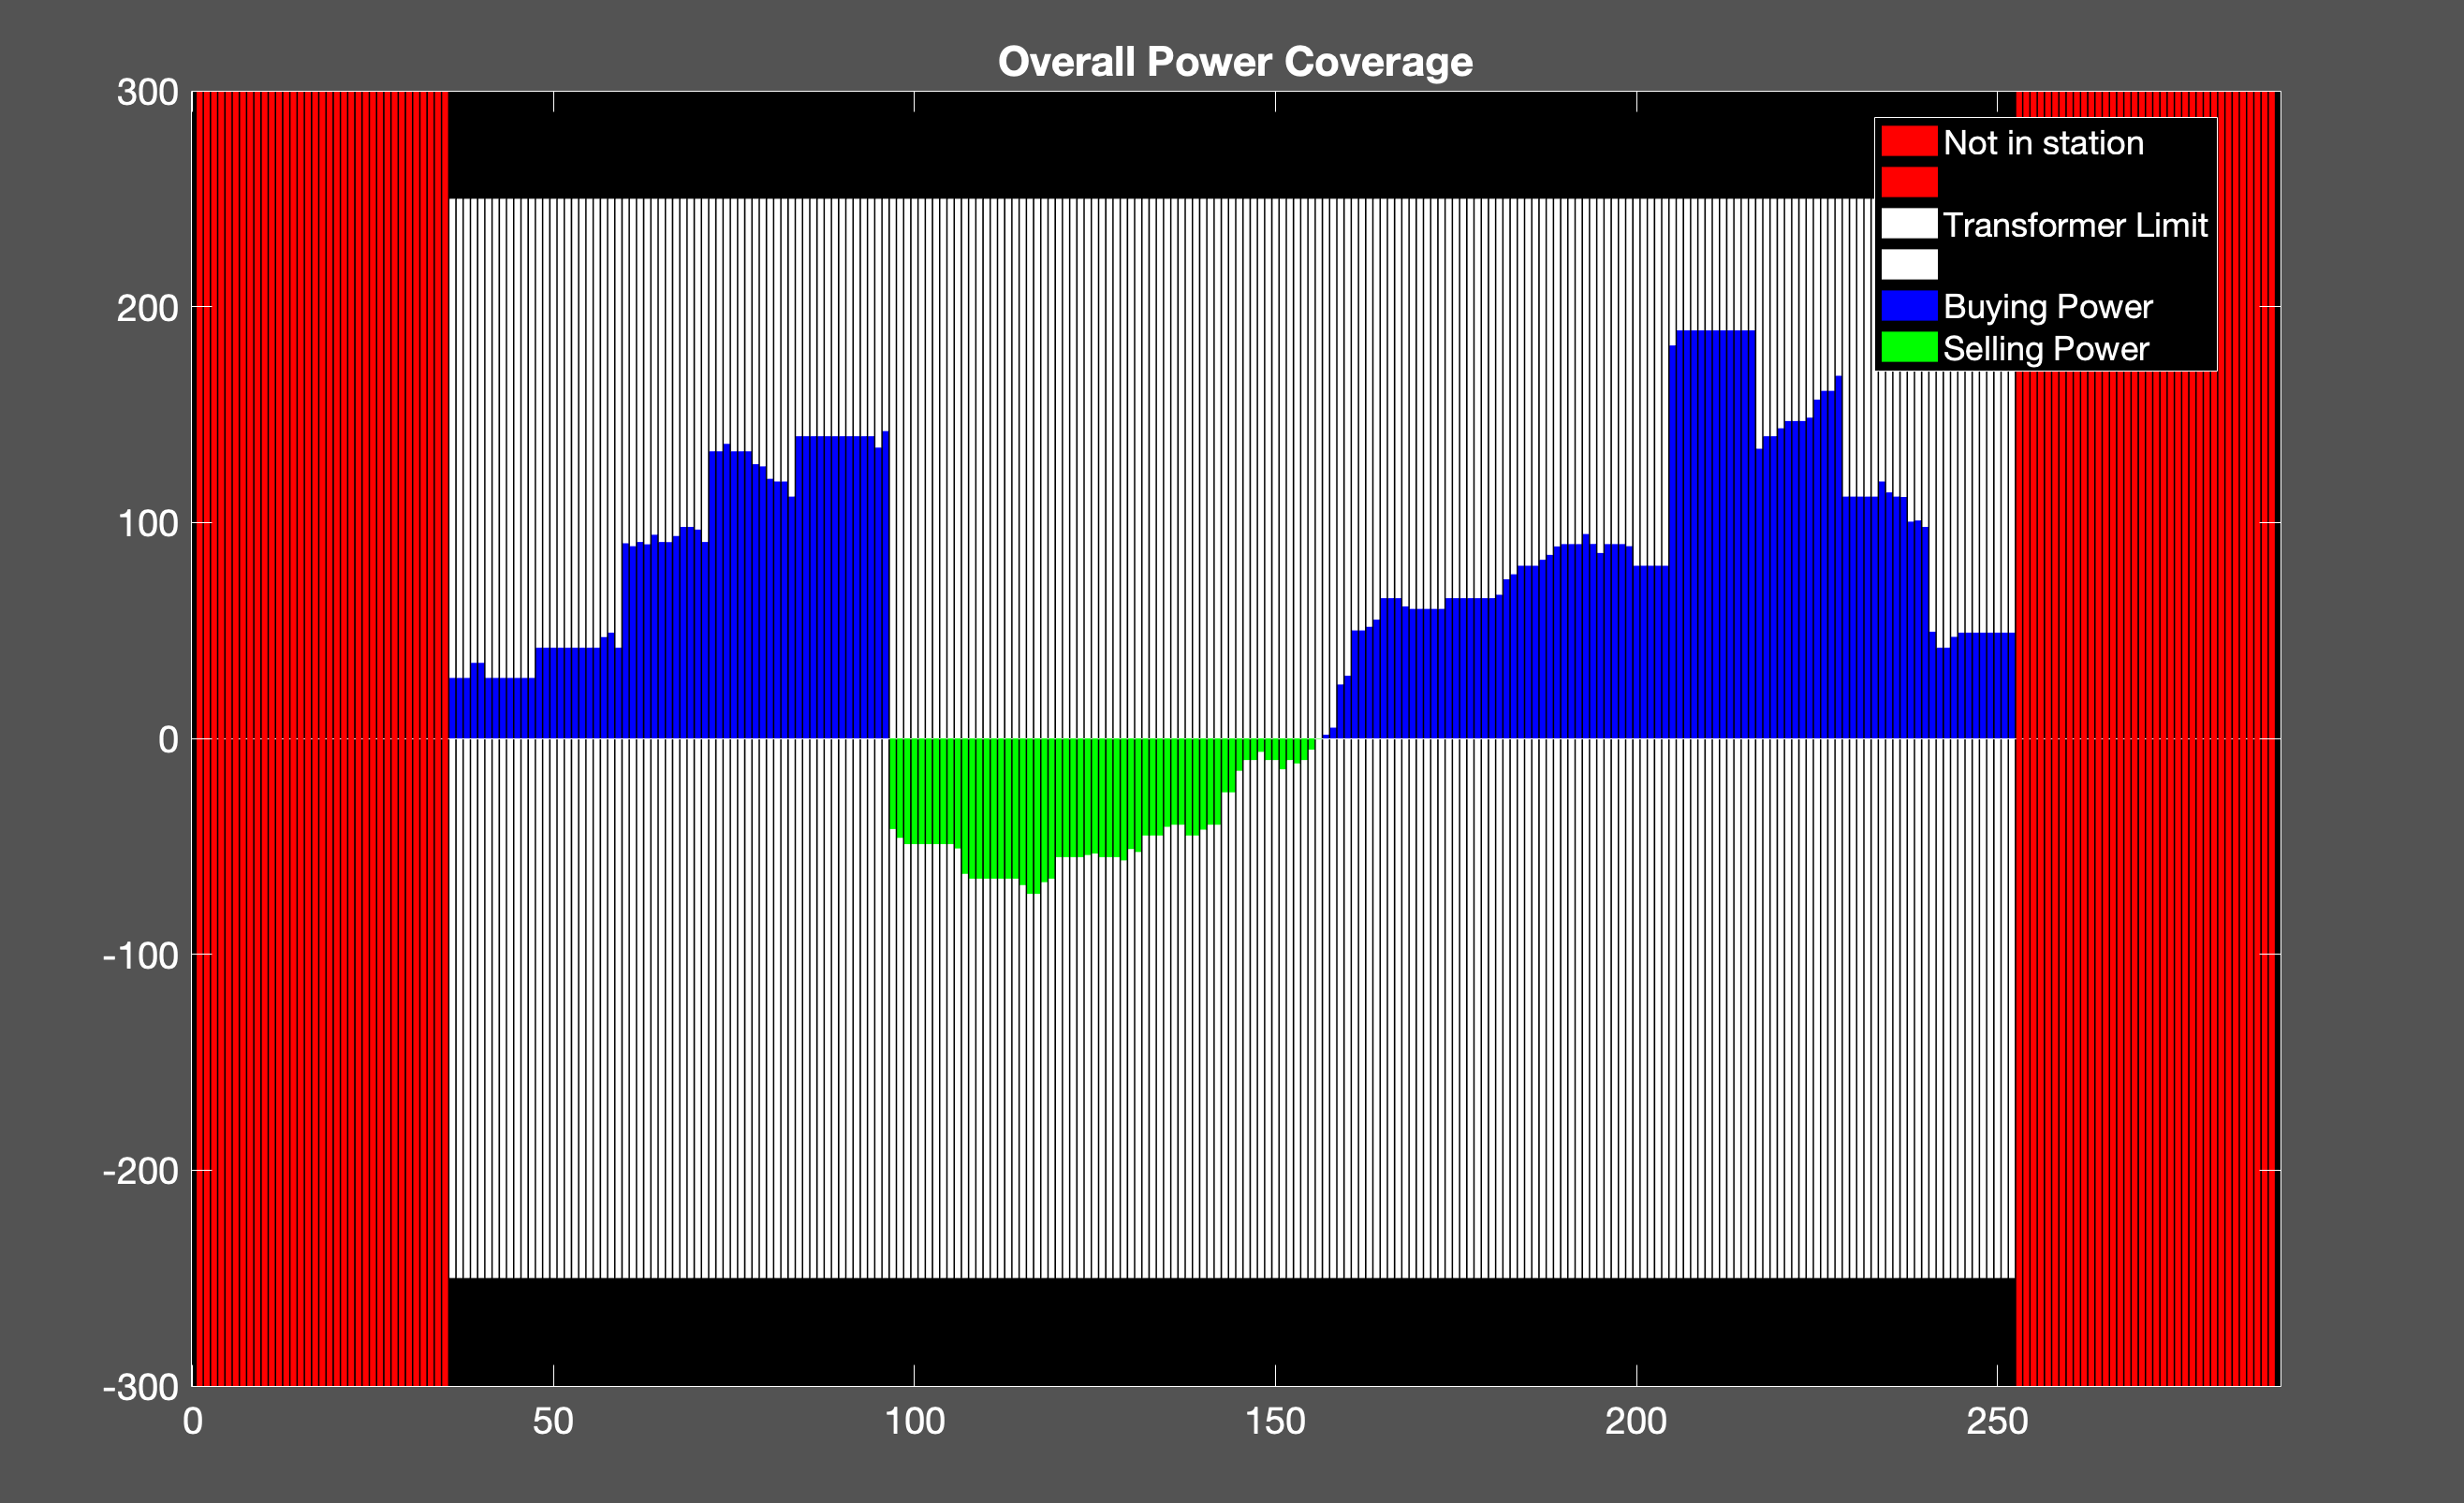 Overall Power Coverage
300
200
100
0
-100
-200
-300
0 50 100 150 200 250
Not in station
Transformer Limit
Buying Power
Selling Power